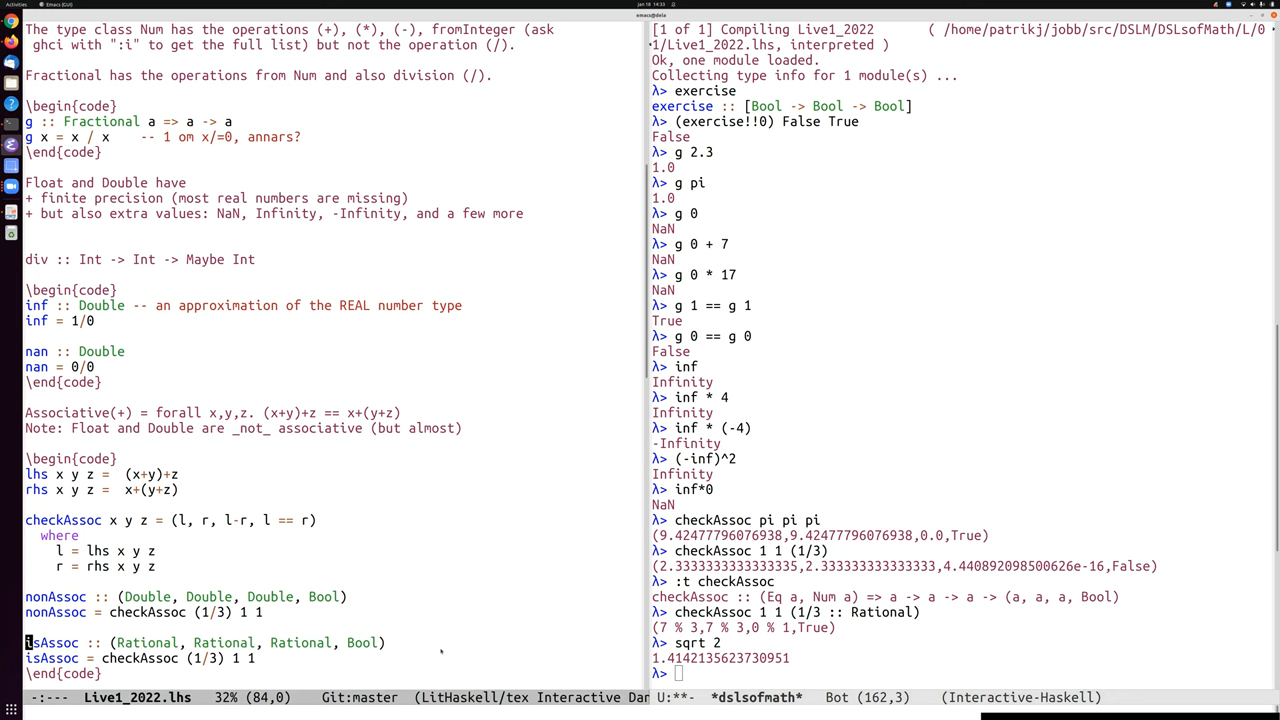 Activities
Emacs (GUI)
Jan 18 14:33
emacs@dela
The type class Num has the operations (+), (*), (-), fromInteger (ask
ghci with ":i" to get the full list) but not the operation (/).
Fractional has the operations from Num and also division (/).
\begin{code}
g :: Fractional a => a -> a
g x = x / x    -- 1 om x/=0, annars?
\end{code}
Float and Double have
+ finite precision (most real numbers are missing)
+ but also extra values: NaN, Infinity, -Infinity, and a few more
div :: Int -> Int -> Maybe Int
\begin{code}
inf :: Double -- an approximation of the REAL number type
inf = 1/0
nan :: Double
nan = 0/0
\end{code}
Associative(+) = forall x,y,z. (x+y)+z == x+(y+z)
Note: Float and Double are _not_ associative (but almost)
\begin{code}
lhs x y z =  (x+y)+z
rhs x y z =  x+(y+z)
checkAssoc x y z = (l, r, l-r, l == r)
where
l = lhs x y z
r = rhs x y z
nonAssoc :: (Double, Double, Double, Bool)
nonAssoc = checkAssoc (1/3) 1 1
isAssoc :: (Rational, Rational, Rational, Bool)
isAssoc = checkAssoc (1/3) 1 1
\end{code}
-:---  Live1_2022.lhs   32% (84,0)     Git:master  (LitHaskell/tex Interactive Dar
[1 of 1] Compiling Live1_2022       ( /home/patrikj/jobb/src/DSLM/DSLsofMath/L/0
1/Live1_2022.lhs, interpreted )
Ok, one module loaded.
Collecting type info for 1 module(s) ...
λ> exercise
exercise :: [Bool -> Bool -> Bool]
λ> (exercise!!0) False True
False
λ> g 2.3
1.0
λ> g pi
1.0
λ> g 0
NaN
λ> g 0 + 7
NaN
λ> g 0 * 17
NaN
λ> g 1 == g 1
True
λ> g 0 == g 0
False
λ> inf
Infinity
λ> inf * 4
Infinity
λ> inf * (-4)
-Infinity
λ> (-inf)^2
Infinity
λ> inf*0
NaN
λ> checkAssoc pi pi pi
(9.42477796076938,9.42477796076938,0.0,True)
λ> checkAssoc 1 1 (1/3)
(2.3333333333333335,2.333333333333333,4.440892098500626e-16,False)
λ> :t checkAssoc
checkAssoc :: (Eq a, Num a) => a -> a -> a -> (a, a, a, Bool)
λ> checkAssoc 1 1 (1/3 :: Rational)
(7 % 3,7 % 3,0 % 1,True)
λ> sqrt 2
1.4142135623730951
λ>
U:**-  *dslsofmath*   Bot (162,3)    (Interactive-Haskell)